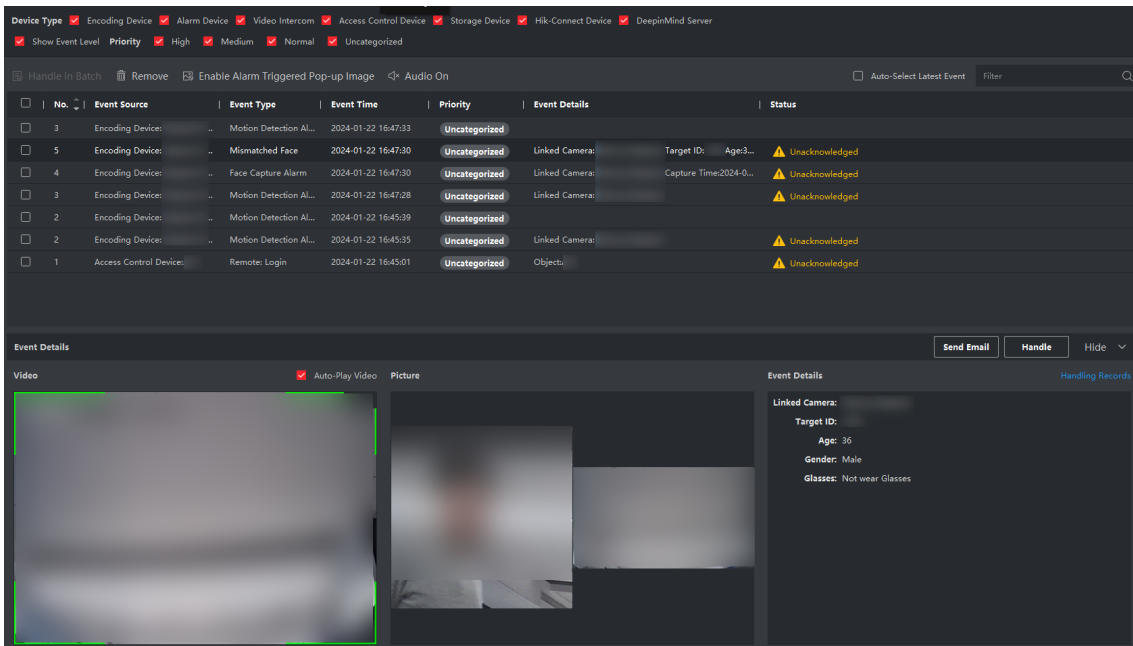 Device Type Encoding Device Alarm Device Video Intercom Access Control Device Storage Device Hik-Connect Device DeepinMind Server
Show Event Level Priority High Medium Normal Uncategorized
Handle in Batch Remove Enable Alarm Triggered Pop-up Image Audio On Auto-Select Latest Event Filter
No. Event Source Event Type Event Time Priority Event Details Status
3 Encoding Device: .. Motion Detection Al... 2024-01-22 16:47:33 Uncategorized
5 Encoding Device: .. Mismatched Face 2024-01-22 16:47:30 Uncategorized Linked Camera: Target ID: Age:3... Unacknowledged
4 Encoding Device: .. Face Capture Alarm 2024-01-22 16:47:30 Uncategorized Linked Camera: Capture Time:2024-0... Unacknowledged
3 Encoding Device: .. Motion Detection Al... 2024-01-22 16:47:28 Uncategorized Linked Camera: Unacknowledged
2 Encoding Device: .. Motion Detection Al... 2024-01-22 16:45:39 Uncategorized
2 Encoding Device: .. Motion Detection Al... 2024-01-22 16:45:35 Uncategorized Linked Camera: Unacknowledged
1 Access Control Device: Remote: Login 2024-01-22 16:45:01 Uncategorized Object: Unacknowledged
Event Details Send Email Handle Hide
Video Auto-Play Video Picture Event Details Handling Records
Linked Camera:
Target ID:
Age: 36
Gender: Male
Glasses: Not wear Glasses